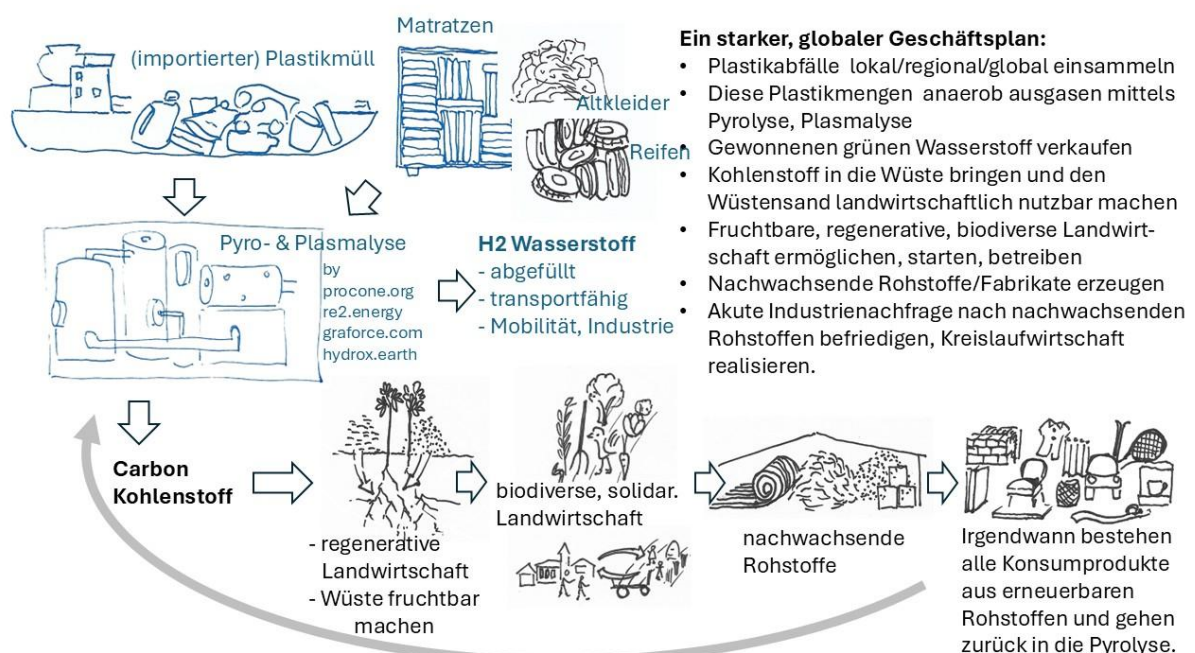 (importierter) Plastikmüll
Matratzen
Altkleider
Reifen
Ein starker, globaler Geschäftsplan:
• Plastikabfälle lokal/regional/global einsammeln
• Diese Plastikmengen anaerob ausgasen mittels
Pyrolyse, Plasmalyse
• Gewonnenen grünen Wasserstoff verkaufen
• Kohlenstoff in die Wüste bringen und den
Wüstensand landwirtschaftlich nutzbar machen
• Fruchtbare, regenerative, biodiverse Landwirt-
schaft ermöglichen, starten, betreiben
• Nachwachsende Rohstoffe/Fabrikate erzeugen
• Akute Industrienachfrage nach nachwachsenden
Rohstoffen befriedigen, Kreislaufwirtschaft
realisieren.
Pyro- & Plasmalyse
by
procone.org
re2.energy
graforce.com
hydrox.earth
H2 Wasserstoff
- abgefüllt
- transportfähig
- Mobilität, Industrie
Carbon
Kohlenstoff
- regenerative
Landwirtschaft
- Wüste fruchtbar
machen
biodiverse, solidar.
Landwirtschaft
nachwachsende
Rohstoffe
Irgendwann bestehen
alle Konsumprodukte
aus erneuerbaren
Rohstoffen und gehen
zurück in die Pyrolyse.